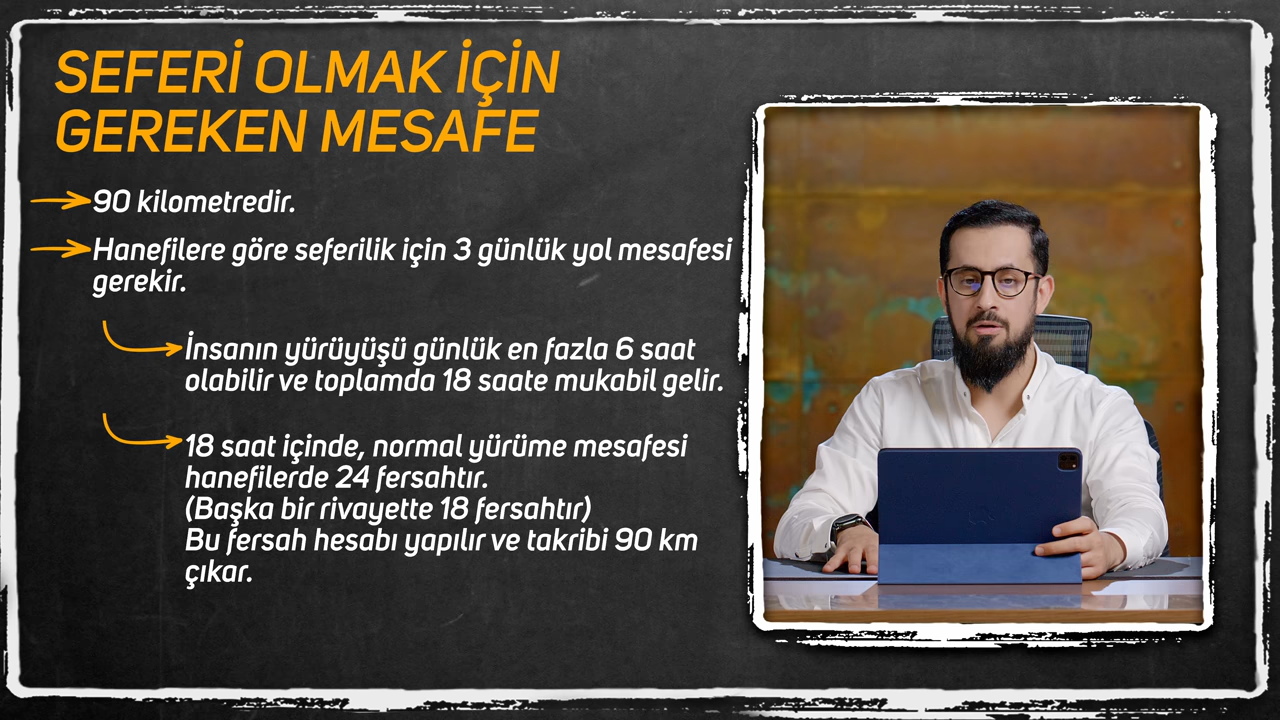 SEFERİ OLMAK İÇİN
GEREKEN MESAFE
90 kilometredir.
Hanefilere göre seferilik için 3 günlük yol mesafesi
gerekir.
İnsanın yürüyüşü günlük en fazla 6 saat
olabilir ve toplamda 18 saate mukabil gelir.
18 saat içinde, normal yürüme mesafesi
hanefilerde 24 fersahtır.
(Başka bir rivayette 18 fersahtır)
Bu fersah hesabı yapılır ve takribi 90 km
çıkar.